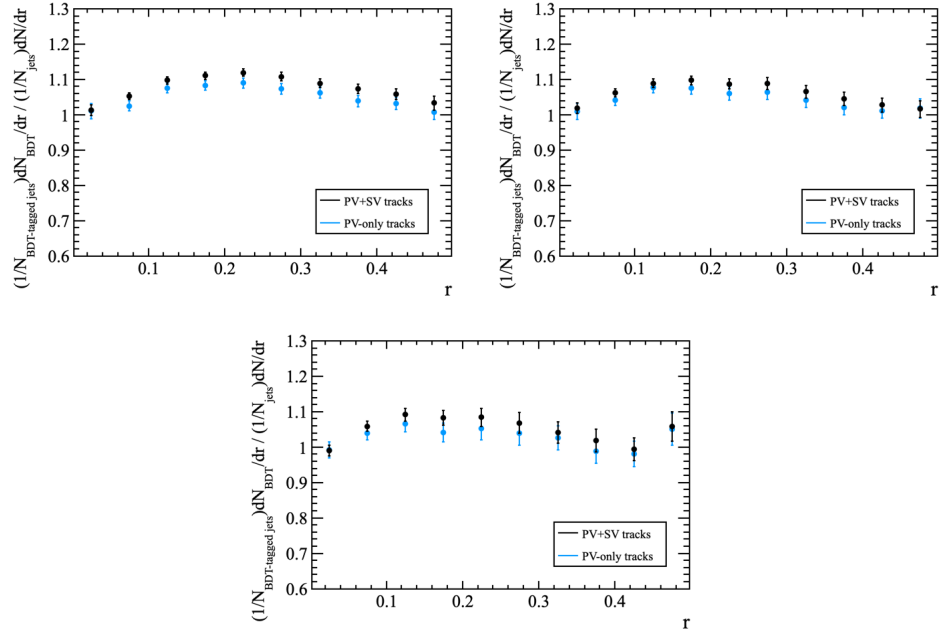 (1/N_BDT-tagged jets)dN_BDT/dr / (1/N_jets)dN/dr
1.3
1.2
1.1
1
0.9
0.8
0.7
0.6
PV+SV tracks
PV-only tracks
0.1 0.2 0.3 0.4
r
(1/N_BDT-tagged jets)dN_BDT/dr / (1/N_jets)dN/dr
1.3
1.2
1.1
1
0.9
0.8
0.7
0.6
PV+SV tracks
PV-only tracks
0.1 0.2 0.3 0.4
r
(1/N_BDT-tagged jets)dN_BDT/dr / (1/N_jets)dN/dr
1.3
1.2
1.1
1
0.9
0.8
0.7
0.6
PV+SV tracks
PV-only tracks
0.1 0.2 0.3 0.4
r